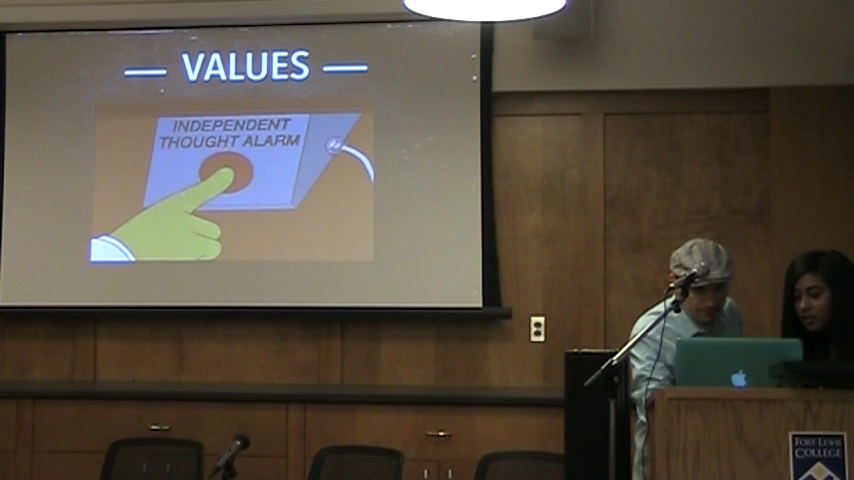 VALUES
INDEPENDENT
THOUGHT ALARM
FORT LEWIS
COLLEGE